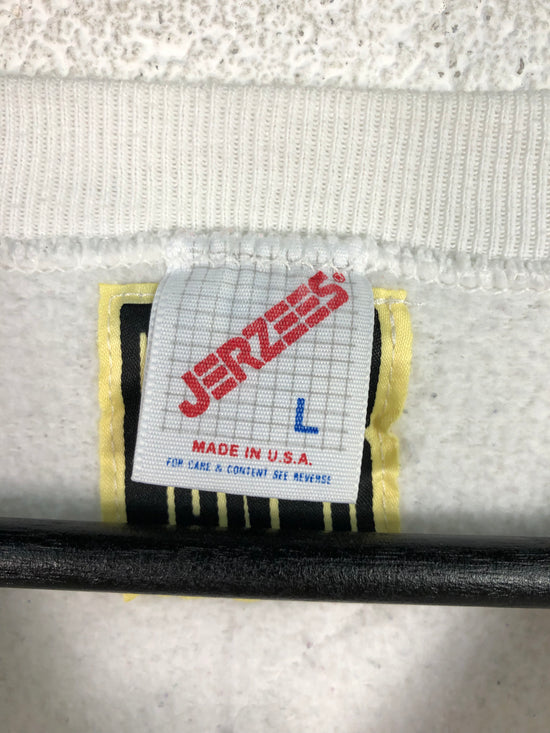 JERZEES®
L
MADE IN U.S.A.
FOR CARE & CONTENT SEE REVERSE